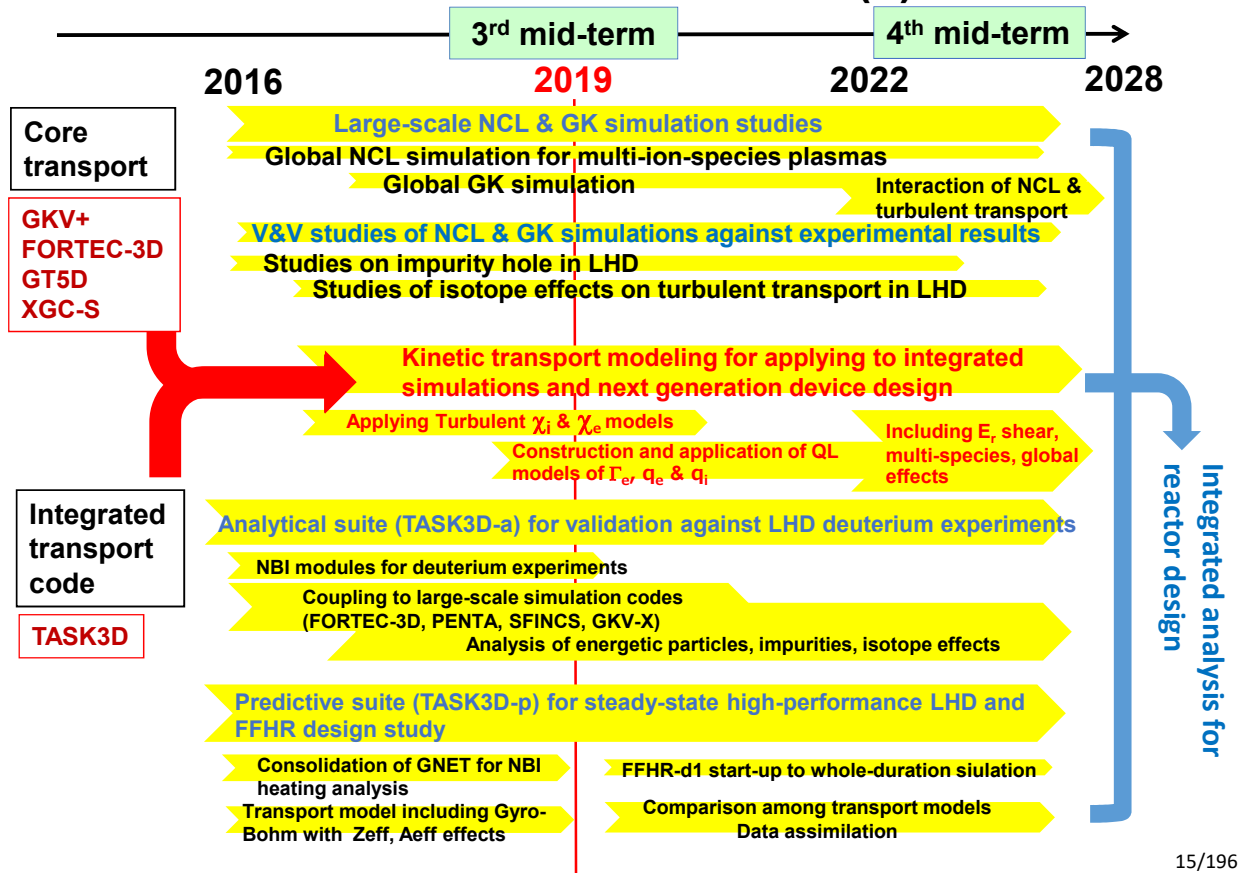 (3)
3rd mid-term
4th mid-term
2016
2019
2022
2028
Core
transport
GKV+
FORTEC-3D
GT5D
XGC-S
Large-scale NCL & GK simulation studies
Global NCL simulation for multi-ion-species plasmas
Global GK simulation
Interaction of NCL &
turbulent transport
V&V studies of NCL & GK simulations against experimental results
Studies on impurity hole in LHD
Studies of isotope effects on turbulent transport in LHD
Kinetic transport modeling for applying to integrated
simulations and next generation device design
Applying Turbulent χi & χe models
Construction and application of QL
models of Γe, qe & qi
Including Er shear,
multi-species, global
effects
Integrated
transport
code
TASK3D
Analytical suite (TASK3D-a) for validation against LHD deuterium experiments
NBI modules for deuterium experiments
Coupling to large-scale simulation codes
(FORTEC-3D, PENTA, SFINCS, GKV-X)
Analysis of energetic particles, impurities, isotope effects
Predictive suite (TASK3D-p) for steady-state high-performance LHD and
FFHR design study
Consolidation of GNET for NBI
heating analysis
FFHR-d1 start-up to whole-duration siulation
Transport model including Gyro-
Bohm with Zeff, Aeff effects
Comparison among transport models
Data assimilation
Integrated analysis for
reactor design
15/196